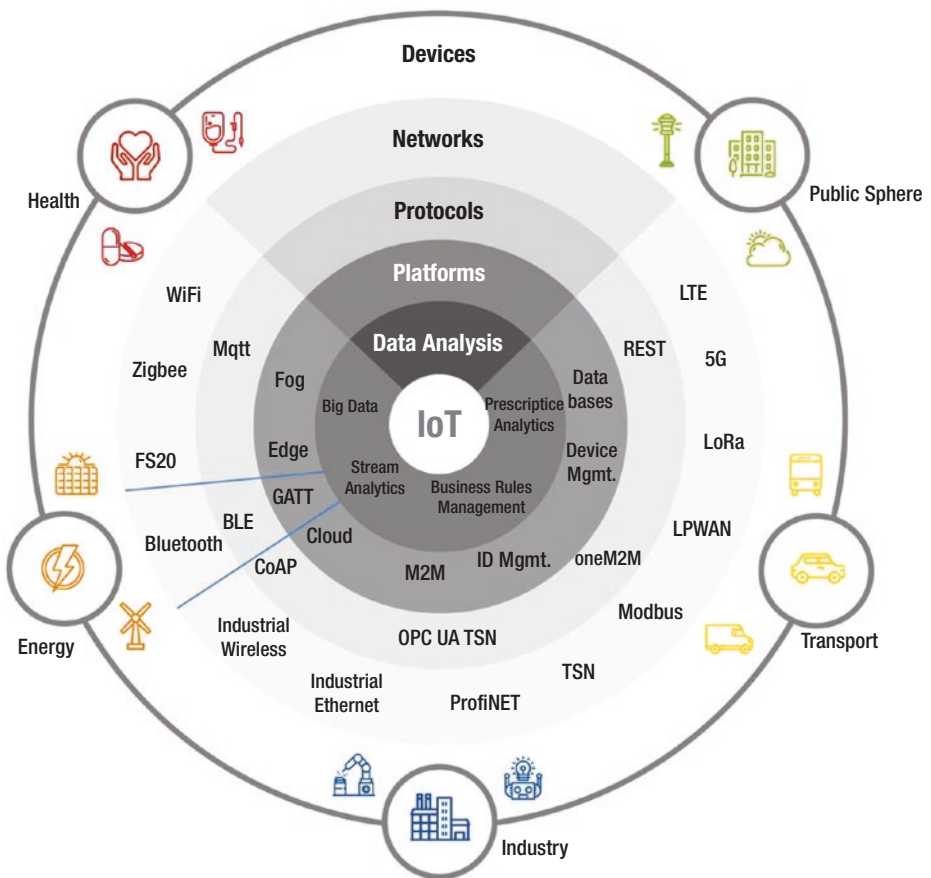 Devices
Networks
Health
Public Sphere
Protocols
Platforms
WiFi
LTE
Data Analysis
Mqtt
REST
5G
Zigbee
Fog
Data
bases
Big Data
IoT
Prescriptice
Analytics
FS20
Edge
Device
Mgmt.
LoRa
Stream
Analytics
Business Rules
Management
GATT
BLE
Bluetooth
Cloud
LPWAN
CoAP
M2M
ID Mgmt.
oneM2M
Modbus
Industrial
Wireless
OPC UA TSN
Energy
Transport
Industrial
Ethernet
ProfiNET
TSN
Industry